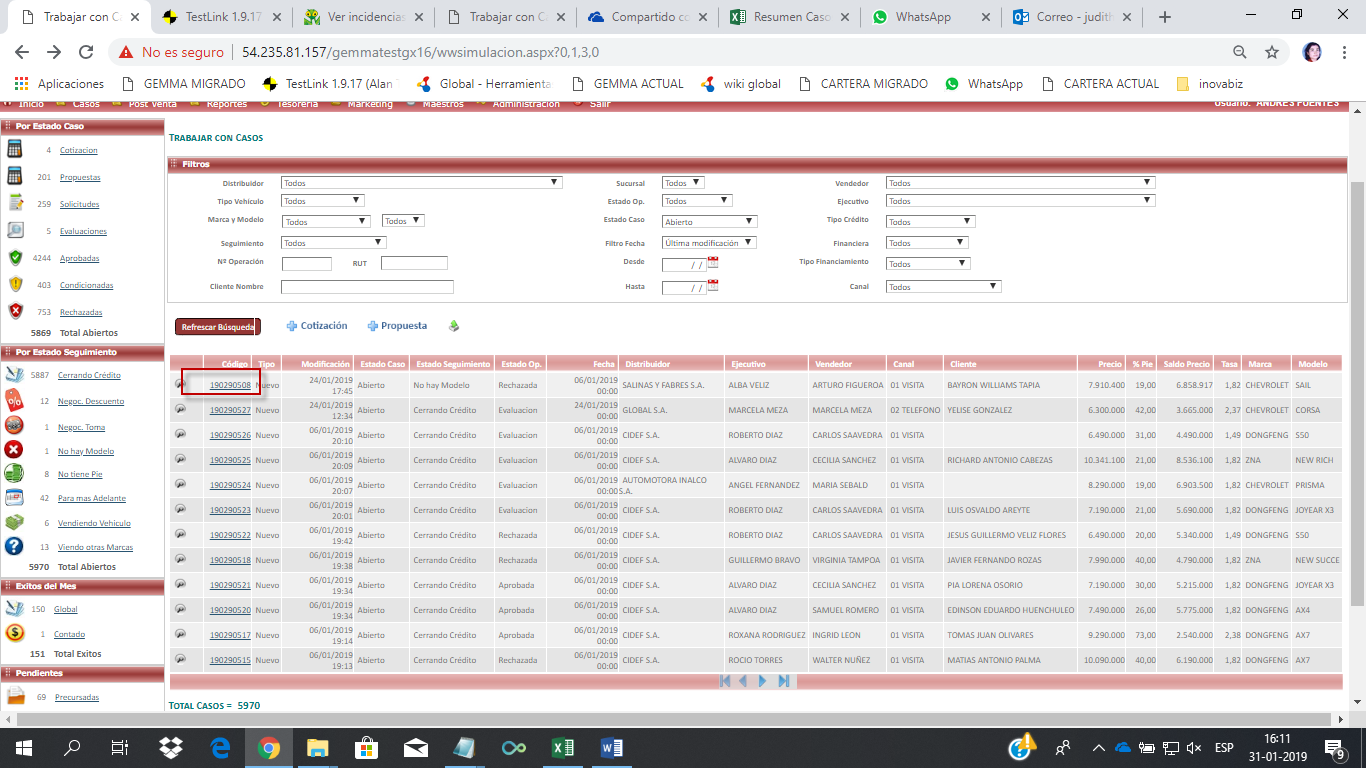 Trabajar con C
TestLink 1.9.17
Ver incidencias
Trabajar con C
Compartido co
Resumen Caso
WhatsApp
Correo - judith
No es seguro | 54.235.81.157/gemmatestgx16/wwsimulacion.aspx?0,1,3,0
Aplicaciones GEMMA MIGRADO TestLink 1.9.17 (Alan Global - Herramienta GEMMA ACTUAL wiki global CARTERA MIGRADO WhatsApp CARTERA ACTUAL inovabiz
Inicio Casos Post Venta Reportes Tesorería Marketing Maestros Administración Salir Usuario: ANDRES FUENTES
Por Estado Caso
4 Cotizacion
201 Propuestas
259 Solicitudes
5 Evaluaciones
4244 Aprobadas
403 Condicionadas
753 Rechazadas
5869 Total Abiertos
Por Estado Seguimiento
5887 Cerrando Crédito
12 Negoc. Descuento
1 Negoc. Toma
1 No hay Modelo
8 No tiene Pie
42 Para mas Adelante
6 Vendiendo Vehículo
13 Viendo otras Marcas
5970 Total Abiertos
Exitos del Mes
150 Global
1 Contado
151 Total Exitos
Pendientes
69 Precursadas
TRABAJAR CON CASOS
Filtros
Distribuidor Todos Sucursal Todos Vendedor Todos
Tipo Vehículo Todos Estado Op. Todos Ejecutivo Todos
Marca y Modelo Todos Todos Estado Caso Abierto Tipo Crédito Todos
Seguimiento Todos Filtro Fecha Última modificación Financiera Todos
Nº Operación RUT Desde / / Tipo Financiamiento Todos
Cliente Nombre Hasta / / Canal Todos
Refrescar Búsqueda Cotización Propuesta
Código Tipo Modificación Estado Caso Estado Seguimiento Estado Op. Fecha Distribuidor Ejecutivo Vendedor Canal Cliente Precio % Pie Saldo Precio Tasa Marca Modelo
190290508 Nuevo 24/01/2019 17:45 Abierto No hay Modelo Rechazada 06/01/2019 00:00 SALINAS Y FABRES S.A. ALBA VELIZ ARTURO FIGUEROA 01 VISITA BAYRON WILLIAMS TAPIA 7.910.400 19,00 6.858.917 1,82 CHEVROLET SAIL
190290527 Nuevo 24/01/2019 12:34 Abierto Cerrando Crédito Evaluacion 24/01/2019 00:00 GLOBAL S.A. MARCELA MEZA MARCELA MEZA 02 TELEFONO YELISE GONZALEZ 6.300.000 42,00 3.665.000 2,37 CHEVROLET CORSA
190290526 Nuevo 06/01/2019 20:10 Abierto Cerrando Crédito Evaluacion 06/01/2019 00:00 CIDEF S.A. ROBERTO DIAZ CARLOS SAAVEDRA 01 VISITA 6.490.000 31,00 4.490.000 1,49 DONGFENG S50
190290525 Nuevo 06/01/2019 20:09 Abierto Cerrando Crédito Evaluacion 06/01/2019 00:00 CIDEF S.A. ALVARO DIAZ CECILIA SANCHEZ 01 VISITA RICHARD ANTONIO CABEZAS 10.341.100 21,00 8.536.100 1,82 ZNA NEW RICH
190290524 Nuevo 06/01/2019 20:07 Abierto Cerrando Crédito Evaluacion 06/01/2019 00:00 AUTOMOTORA INALCO S.A. ANGEL FERNANDEZ MARIA SEBALD 01 VISITA 8.290.000 19,00 6.903.500 1,82 CHEVROLET PRISMA
190290523 Nuevo 06/01/2019 20:01 Abierto Cerrando Crédito Evaluacion 06/01/2019 00:00 CIDEF S.A. ROBERTO DIAZ CARLOS SAAVEDRA 01 VISITA LUIS OSVALDO AREYTE 7.190.000 21,00 5.690.000 1,82 DONGFENG JOYEAR X3
190290522 Nuevo 06/01/2019 19:42 Abierto Cerrando Crédito Rechazada 06/01/2019 00:00 CIDEF S.A. ROBERTO DIAZ CARLOS SAAVEDRA 01 VISITA JESUS GUILLERMO VELIZ FLORES 6.490.000 20,00 5.340.000 1,49 DONGFENG S50
190290518 Nuevo 06/01/2019 19:38 Abierto Cerrando Crédito Rechazada 06/01/2019 00:00 CIDEF S.A. GUILLERMO BRAVO VIRGINIA TAMPOA 01 VISITA JAVIER FERNANDO ROZAS 7.990.000 40,00 4.790.000 1,82 ZNA NEW SUCCE
190290521 Nuevo 06/01/2019 19:34 Abierto Cerrando Crédito Aprobada 06/01/2019 00:00 CIDEF S.A. ALVARO DIAZ CECILIA SANCHEZ 01 VISITA PIA LORENA OSORIO 7.190.000 30,00 5.215.000 1,82 DONGFENG JOYEAR X3
190290520 Nuevo 06/01/2019 19:34 Abierto Cerrando Crédito Aprobada 06/01/2019 00:00 CIDEF S.A. ALVARO DIAZ SAMUEL ROMERO 01 VISITA EDINSON EDUARDO HUENCHULEO 7.490.000 26,00 5.775.000 1,82 DONGFENG AX4
190290517 Nuevo 06/01/2019 19:14 Abierto Cerrando Crédito Aprobada 06/01/2019 00:00 CIDEF S.A. ROXANA RODRIGUEZ INGRID LEON 01 VISITA TOMAS JUAN OLIVARES 9.290.000 73,00 2.540.000 2,38 DONGFENG AX7
190290515 Nuevo 06/01/2019 19:13 Abierto Cerrando Crédito Rechazada 06/01/2019 00:00 CIDEF S.A. ROCIO TORRES WALTER NUÑEZ 01 VISITA MATIAS ANTONIO PALMA 10.090.000 40,00 6.190.000 1,82 DONGFENG AX7
TOTAL CASOS = 5970
ESP 16:11
31-01-2019
9